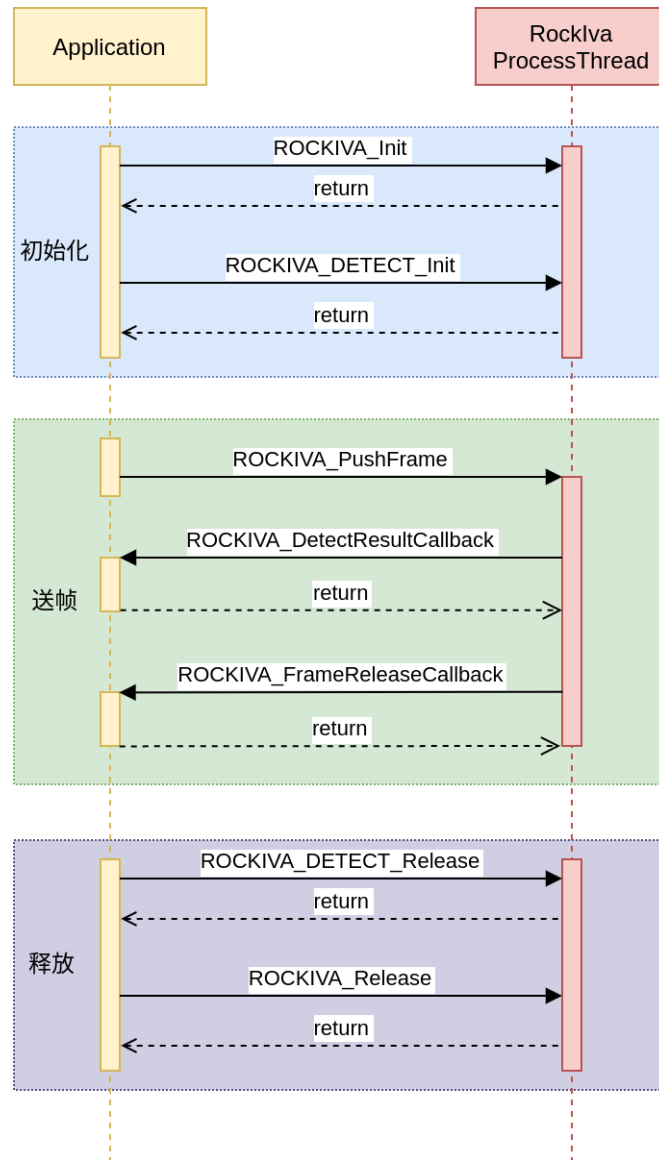 Application
RockIva
ProcessThread
ROCKIVA_Init
return
初始化
ROCKIVA_DETECT_Init
return
ROCKIVA_PushFrame
ROCKIVA_DetectResultCallback
return
送帧
ROCKIVA_FrameReleaseCallback
return
ROCKIVA_DETECT_Release
return
释放
ROCKIVA_Release
return